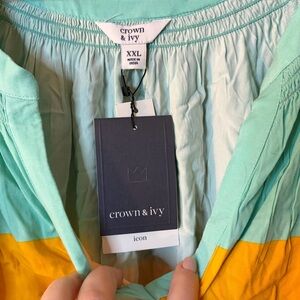 crown
& ivy
XXL
MADE IN
INDIA
crown & ivy
icon